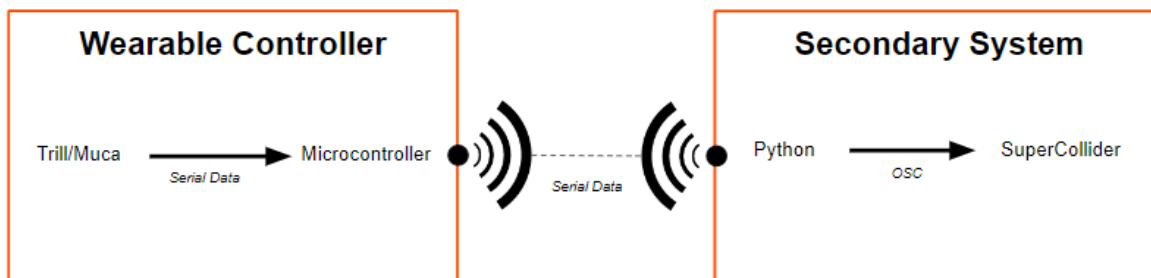 Wearable Controller
Secondary System
Trill/Muca
Serial Data
Microcontroller
Serial Data
Python
OSC
SuperCollider